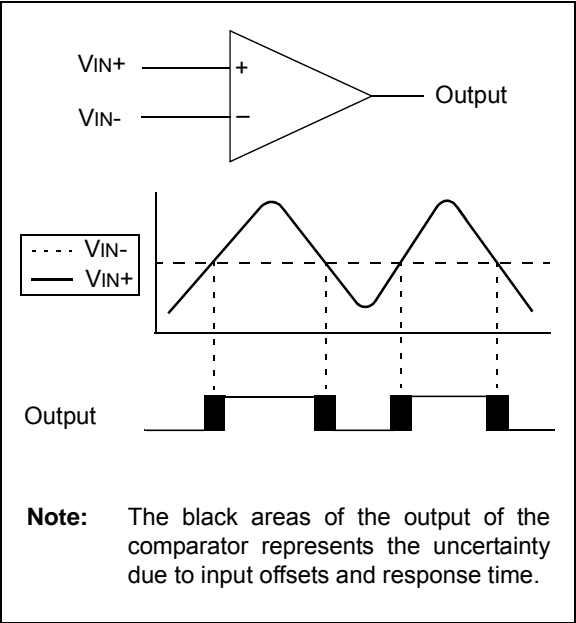 VIN+
+
Output
VIN-
–
VIN-
VIN+
Output
Note: The black areas of the output of the
comparator represents the uncertainty
due to input offsets and response time.